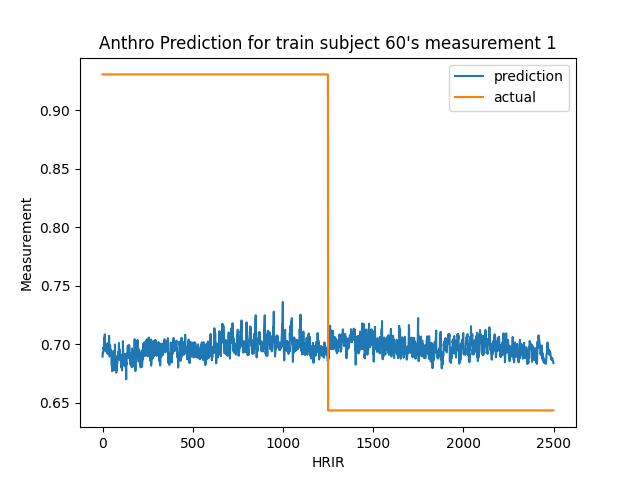 Anthro Prediction for train subject 60's measurement 1
prediction
actual
Measurement
0.90
0.85
0.80
0.75
0.70
0.65
0
500
1000
1500
2000
2500
HRIR